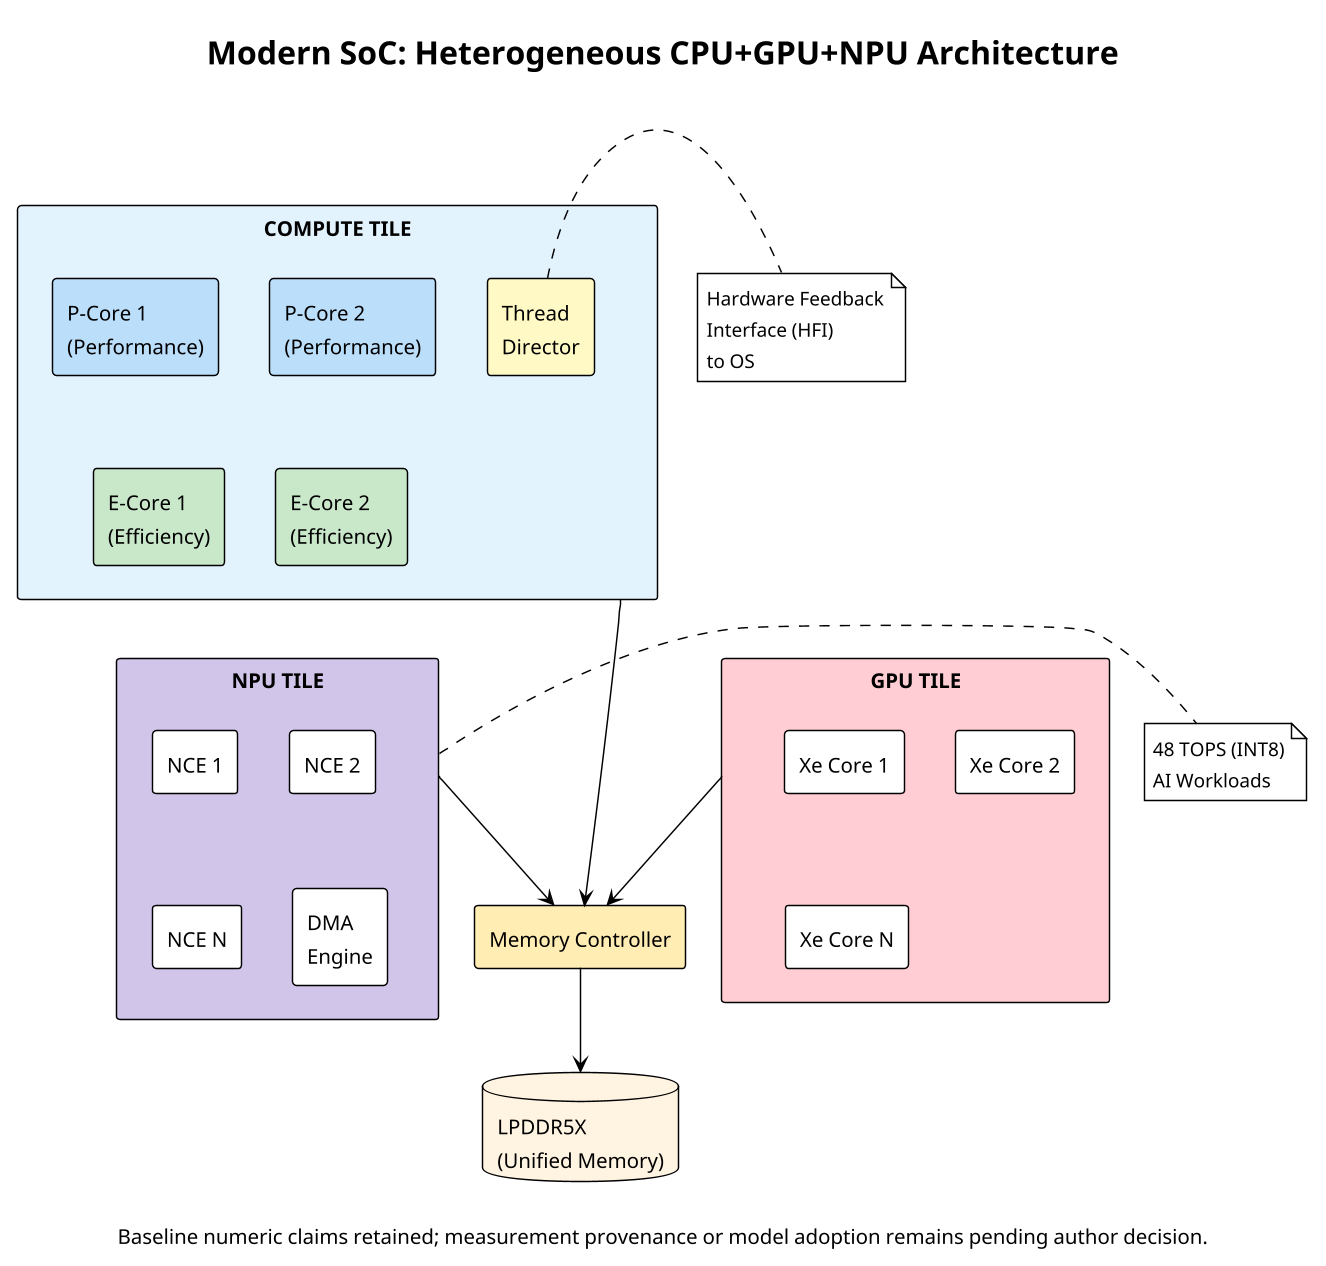 Modern SoC: Heterogeneous CPU+GPU+NPU Architecture
COMPUTE TILE
P-Core 1
(Performance)
P-Core 2
(Performance)
Thread
Director
Hardware Feedback
Interface (HFI)
to OS
E-Core 1
(Efficiency)
E-Core 2
(Efficiency)
NPU TILE
NCE 1
NCE 2
NCE N
DMA
Engine
GPU TILE
Xe Core 1
Xe Core 2
Xe Core N
48 TOPS (INT8)
AI Workloads
Memory Controller
LPDDR5X
(Unified Memory)
Baseline numeric claims retained; measurement provenance or model adoption remains pending author decision.